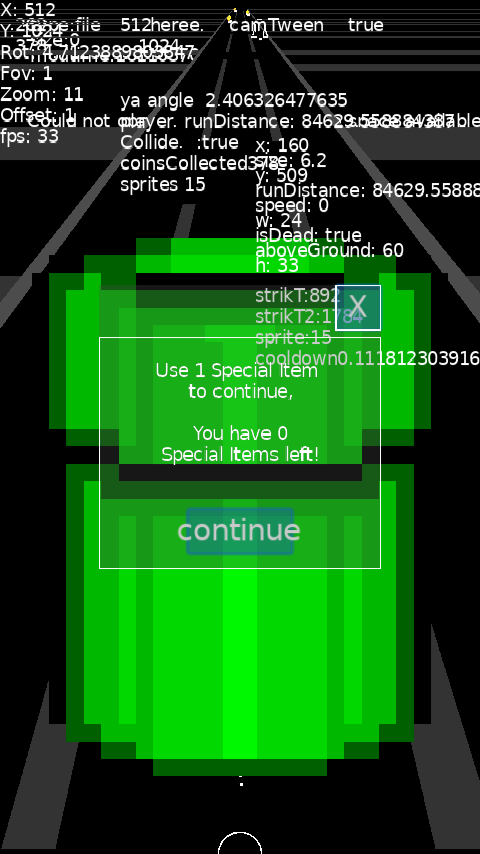 X: 512
512heree. camTween true
Y: 1024
1024
Rot:
Fov: 1
Zoom: 11
Offset: 1
fps: 33
ya angle 2.406326477635
Could not
player. runDistance: 84629.55888
Collide. :true
coinsCollected378
sprites 15
x: 160
size: 6.2
y: 509
runDistance: 84629.55888
speed: 0
w: 24
isDead: true
aboveGround: 60
h: 33
strikT:892
strikT2:1784
sprite:15
cooldown0.111812303916
X
Use 1 Special Item
to continue,
You have 0
Special Items left!
continue